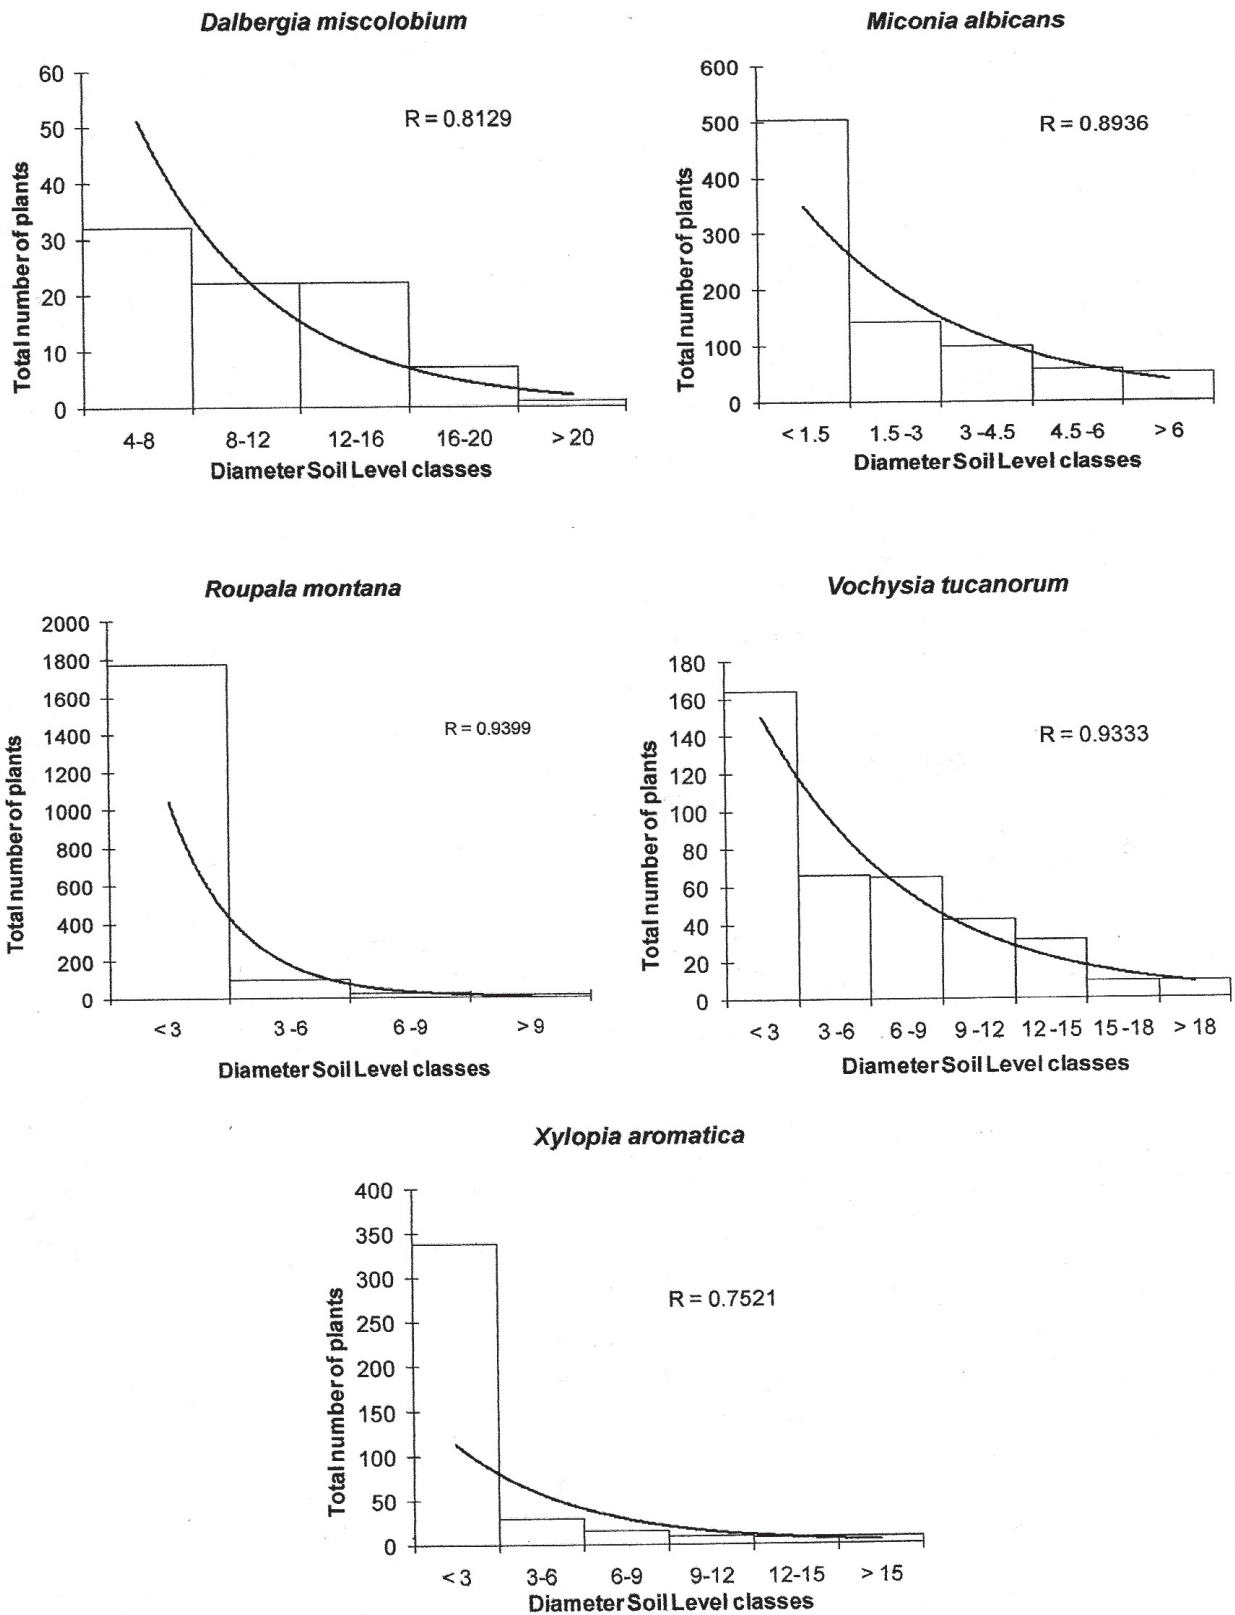 Dalbergia miscolobium
60
50
40
30
20
10
0
R = 0.8129
Total number of plants
4-8 8-12 12-16 16-20 > 20
Diameter Soil Level classes
Miconia albicans
600
500
400
300
200
100
0
R = 0.8936
Total number of plants
< 1.5 1.5 -3 3 -4.5 4.5 -6 > 6
Diameter Soil Level classes
Roupala montana
2000
1800
1600
1400
1200
1000
800
600
400
200
0
R = 0.9399
Total number of plants
< 3 3 -6 6 -9 > 9
Diameter Soil Level classes
Vochysia tucanorum
180
160
140
120
100
80
60
40
20
0
R = 0.9333
Total number of plants
< 3 3 -6 6 -9 9 -12 12 -15 15 -18 > 18
Diameter Soil Level classes
Xylopia aromatica
400
350
300
250
200
150
100
50
0
R = 0.7521
Total number of plants
< 3 3-6 6-9 9-12 12-15 > 15
Diameter Soil Level classes